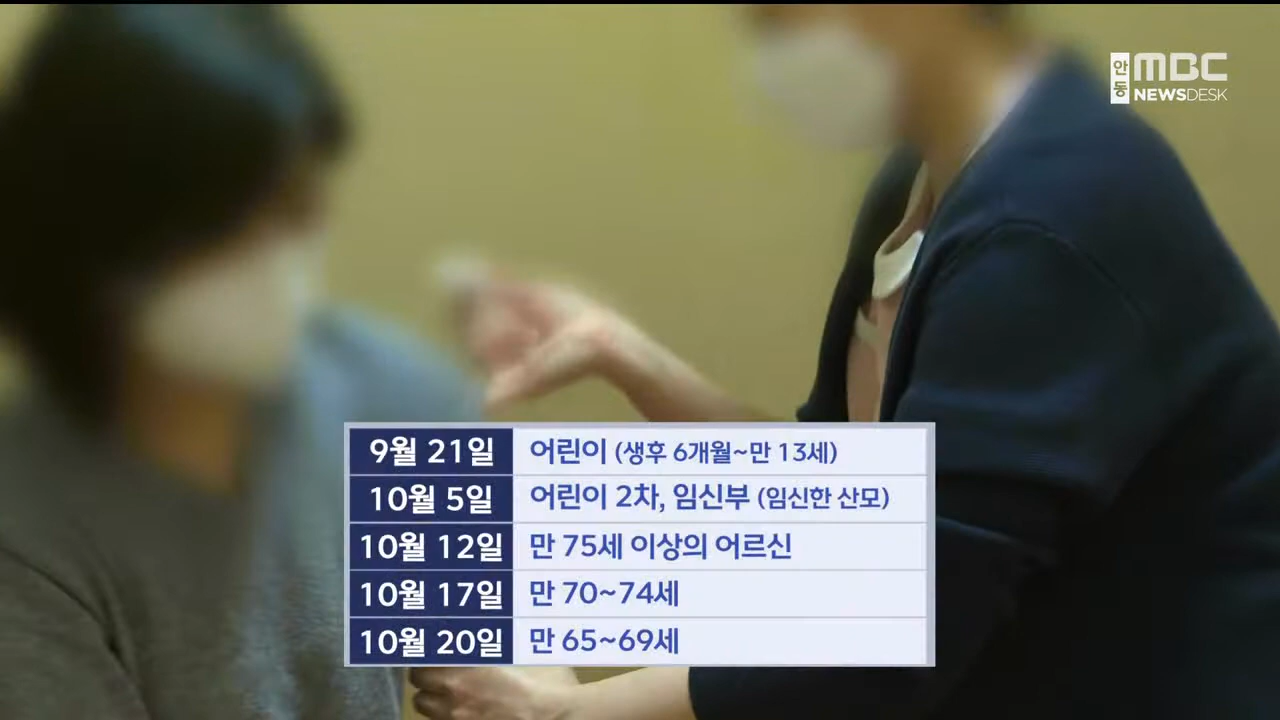 안동 MBC
NEWSDESK
9월 21일 어린이 (생후 6개월~만 13세)
10월 5일 어린이 2차, 임신부 (임신한 산모)
10월 12일 만 75세 이상의 어르신
10월 17일 만 70~74세
10월 20일 만 65~69세